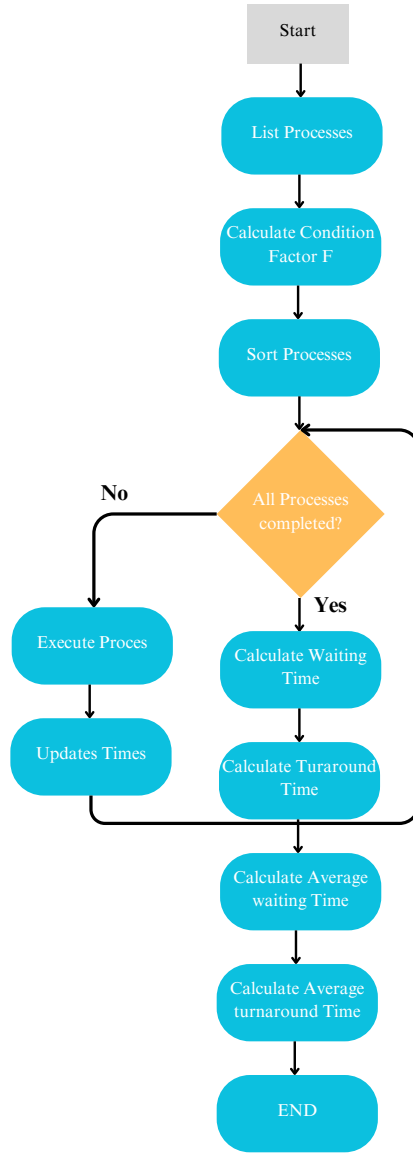 Start
List Processes
Calculate Condition
Factor F
Sort Processes
All Processes
completed?
No
Yes
Execute Proces
Updates Times
Calculate Waiting
Time
Calculate Turaround
Time
Calculate Average
waiting Time
Calculate Average
turnaround Time
END